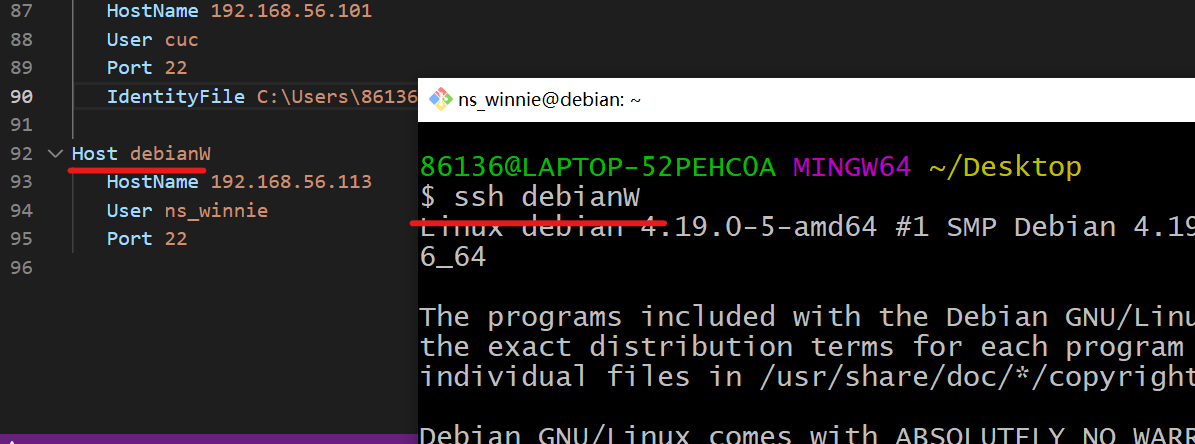 87 HostName 192.168.56.101
88 User cuc
89 Port 22
90 IdentityFile C:\Users\86136
91
92 Host debianW
93 HostName 192.168.56.113
94 User ns_winnie
95 Port 22
96
ns_winnie@debian: ~
86136@LAPTOP-52PEHC0A MINGW64 ~/Desktop
$ ssh debianW
Linux debian 4.19.0-5-amd64 #1 SMP Debian 4.19
6_64
The programs included with the Debian GNU/Linu
the exact distribution terms for each program
individual files in /usr/share/doc/*/copyright
Debian GNU/Linux comes with ABSOLUTELY NO WARR